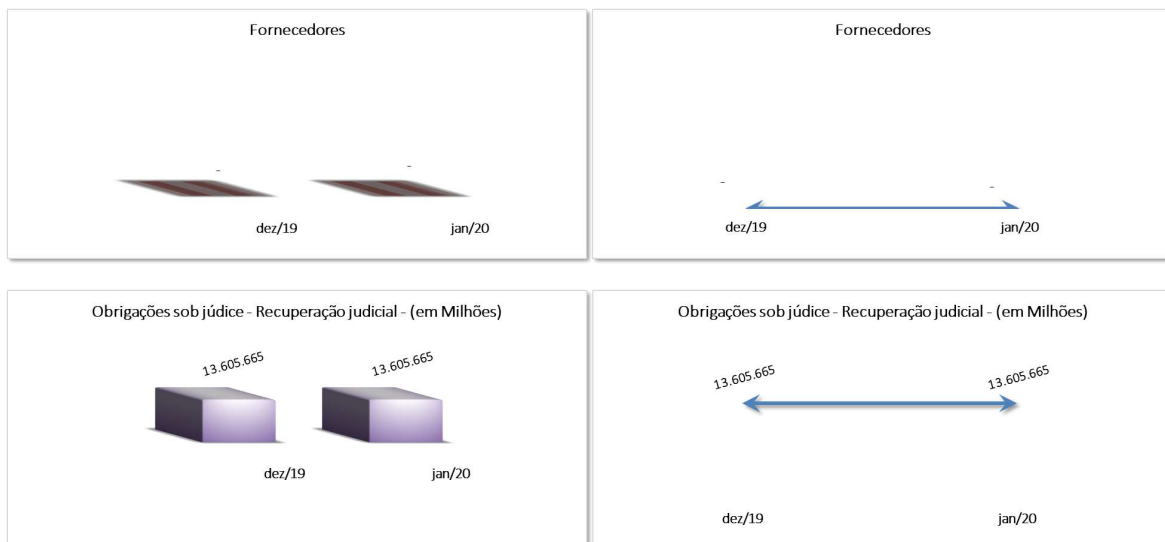 Fornecedores
-
-
dez/19
jan/20
Fornecedores
-
-
dez/19
jan/20
Obrigações sob júdice - Recuperação judicial - (em Milhões)
13.605.665
13.605.665
dez/19
jan/20
Obrigações sob júdice - Recuperação judicial - (em Milhões)
13.605.665
13.605.665
dez/19
jan/20